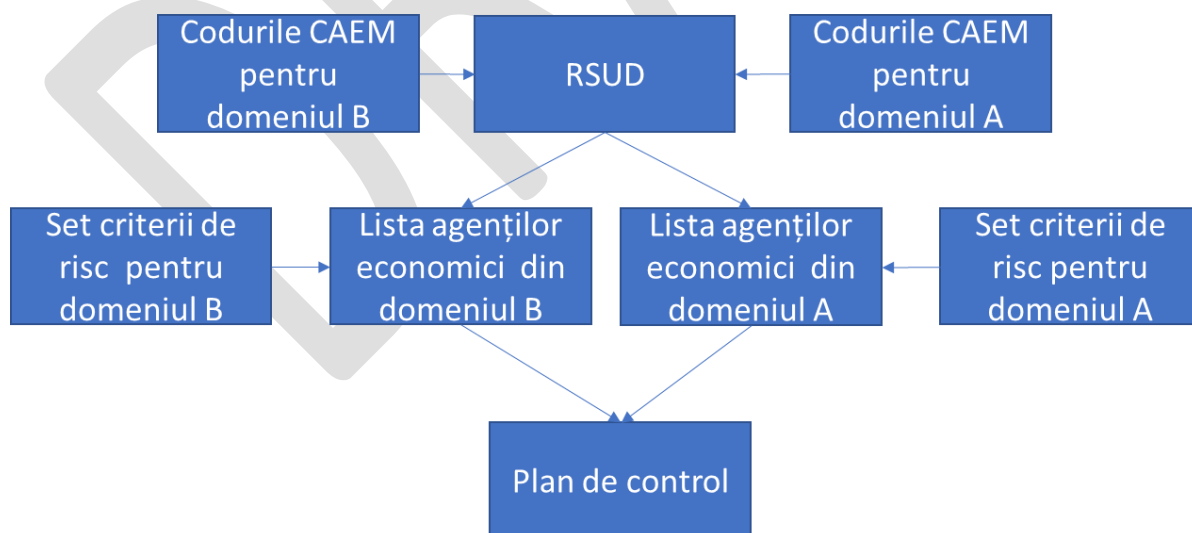 Codurile CAEM
pentru
domeniul B
RSUD
Codurile CAEM
pentru
domeniul A
Set criterii de
risc pentru
domeniul B
Lista agenților
economici din
domeniul B
Lista agenților
economici din
domeniul A
Set criterii de
risc pentru
domeniul A
Plan de control